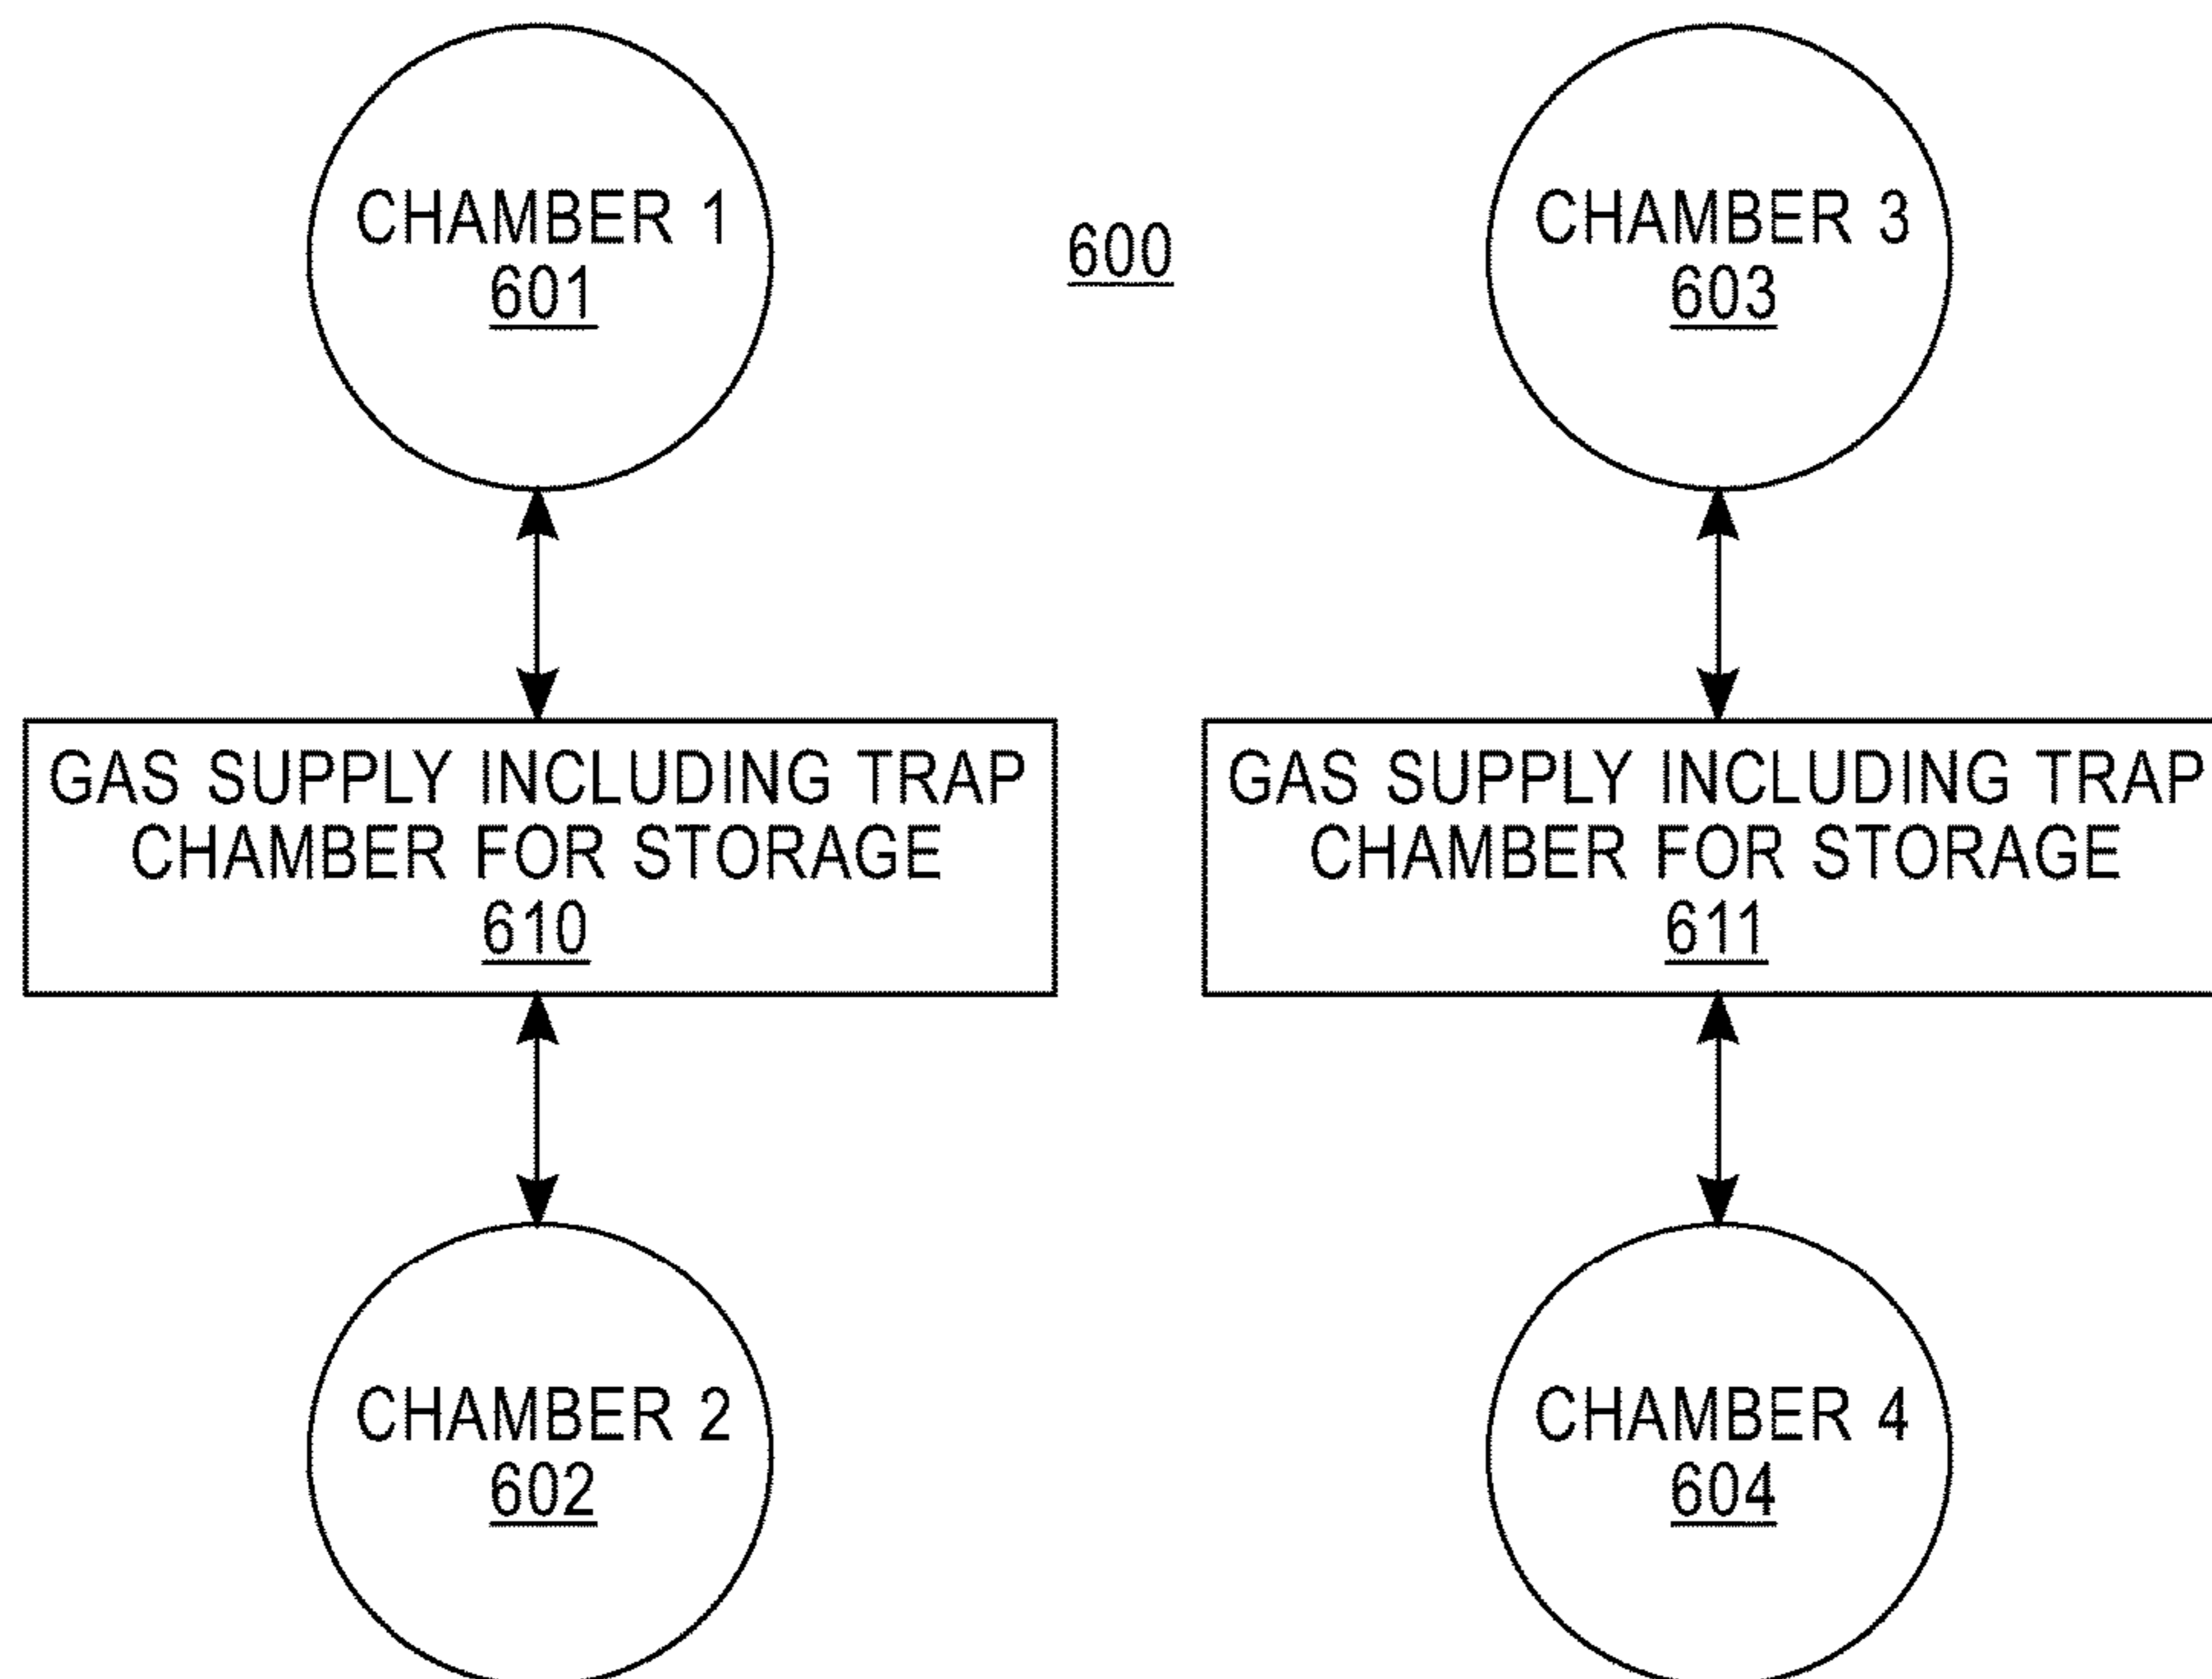 CHAMBER 1
601
600
CHAMBER 3
603
GAS SUPPLY INCLUDING TRAP
CHAMBER FOR STORAGE
610
GAS SUPPLY INCLUDING TRAP
CHAMBER FOR STORAGE
611
CHAMBER 2
602
CHAMBER 4
604